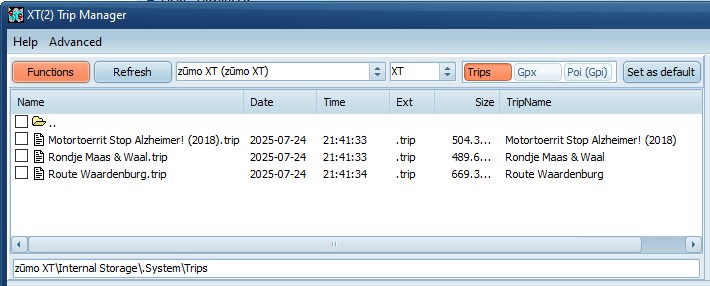 XT(2) Trip Manager
Help Advanced
Functions Refresh zūmo XT (zūmo XT) XT Trips Gpx Poi (Gpi) Set as default
Name Date Time Ext Size TripName
..
Motortoerrit Stop Alzheimer! (2018).trip 2025-07-24 21:41:33 .trip 504.3... Motortoerrit Stop Alzheimer! (2018)
Rondje Maas & Waal.trip 2025-07-24 21:41:33 .trip 489.6... Rondje Maas & Waal
Route Waardenburg.trip 2025-07-24 21:41:34 .trip 669.3... Route Waardenburg
zūmo XT\Internal Storage\.System\Trips